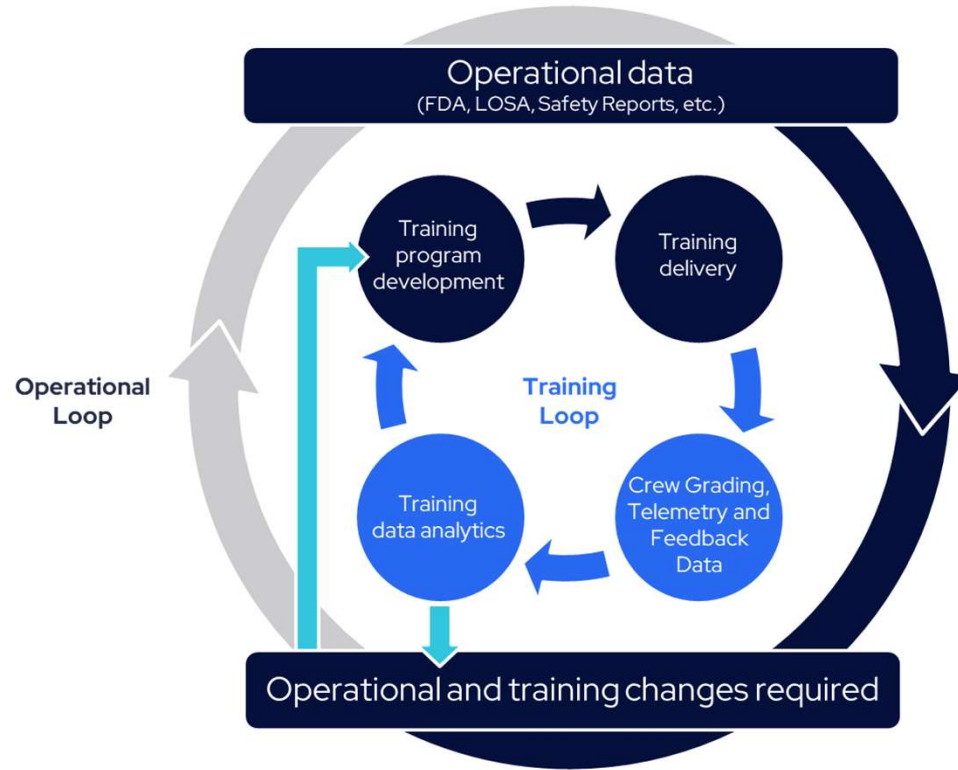 Operational data
(FDA, LOSA, Safety Reports, etc.)
Training
program
development
Training
delivery
Operational
Loop
Training
Loop
Training
data analytics
Crew Grading,
Telemetry and
Feedback
Data
Operational and training changes required